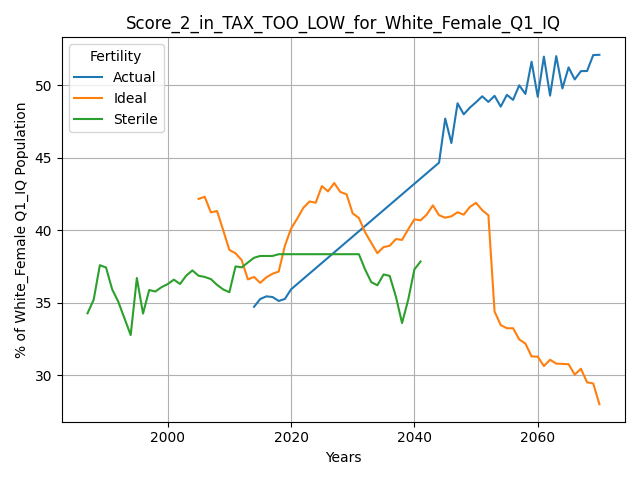 Score_2_in_TAX_TOO_LOW_for_White_Female_Q1_IQ
Fertility
Actual
Ideal
Sterile
% of White_Female Q1_IQ Population
50
45
40
35
30
2000
2020
2040
2060
Years